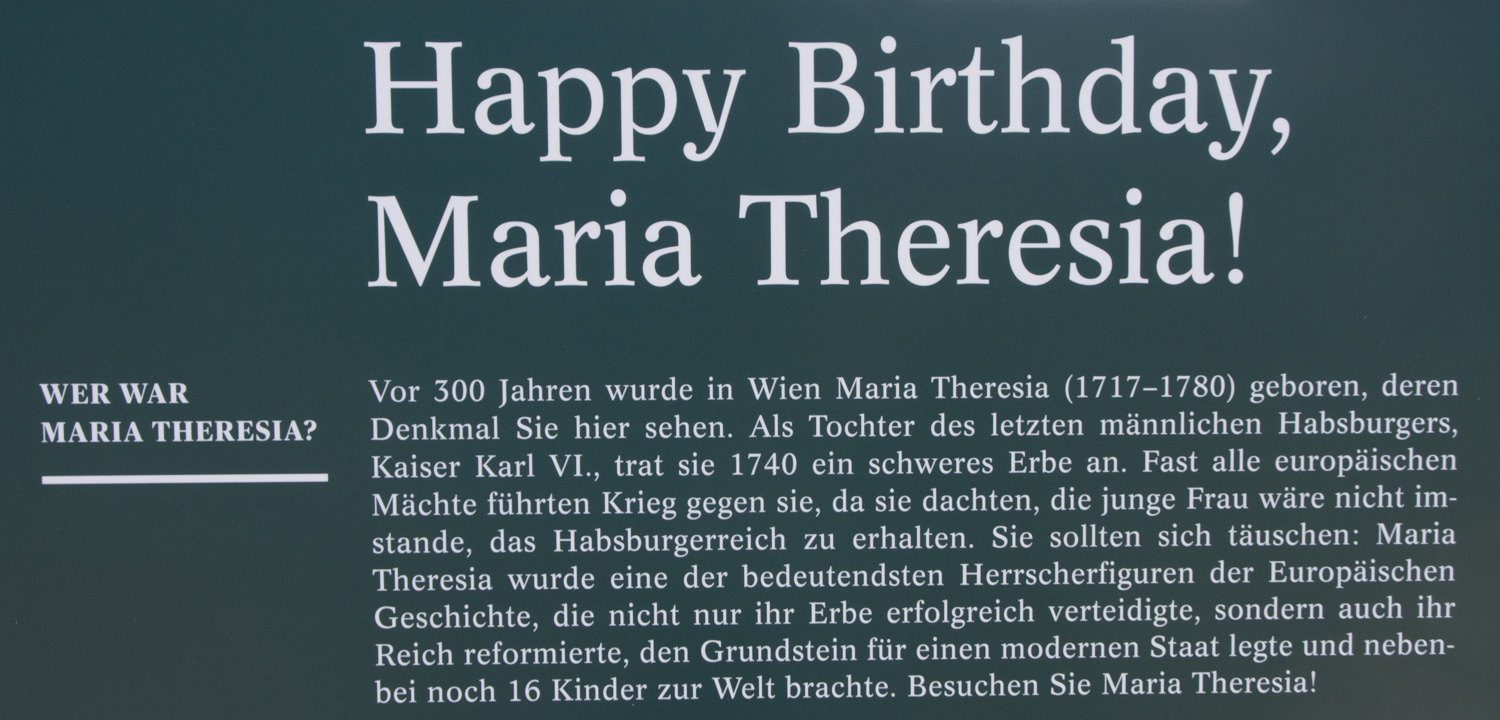 Happy Birthday,
Maria Theresia!
WER WAR
MARIA THERESIA?
Vor 300 Jahren wurde in Wien Maria Theresia (1717–1780) geboren, deren
Denkmal Sie hier sehen. Als Tochter des letzten männlichen Habsburgers,
Kaiser Karl VI., trat sie 1740 ein schweres Erbe an. Fast alle europäischen
Mächte führten Krieg gegen sie, da sie dachten, die junge Frau wäre nicht im-
stande, das Habsburgerreich zu erhalten. Sie sollten sich täuschen: Maria
Theresia wurde eine der bedeutendsten Herrscherfiguren der Europäischen
Geschichte, die nicht nur ihr Erbe erfolgreich verteidigte, sondern auch ihr
Reich reformierte, den Grundstein für einen modernen Staat legte und neben-
bei noch 16 Kinder zur Welt brachte. Besuchen Sie Maria Theresia!